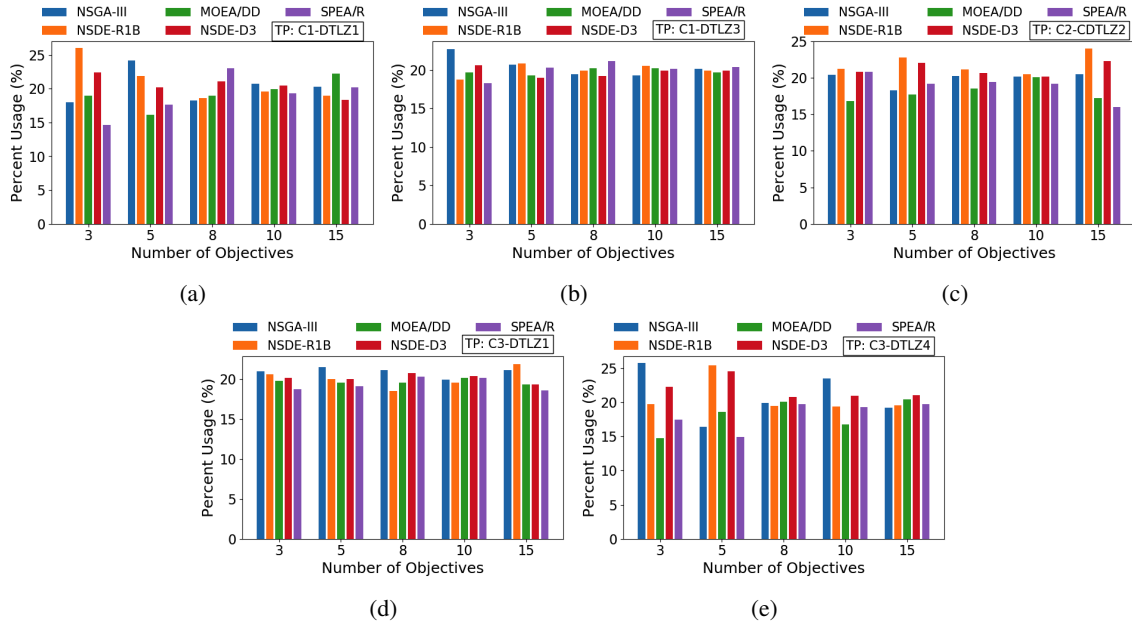 NSGA-III MOEA/DD SPEA/R
NSDE-R1B NSDE-D3 TP: C1-DTLZ1
Percent Usage (%)
25
20
15
10
5
0
3 5 8 10 15
Number of Objectives
(a)
NSGA-III MOEA/DD SPEA/R
NSDE-R1B NSDE-D3 TP: C1-DTLZ3
Percent Usage (%)
20
15
10
5
0
3 5 8 10 15
Number of Objectives
(b)
NSGA-III MOEA/DD SPEA/R
NSDE-R1B NSDE-D3 TP: C2-CDTLZ2
Percent Usage (%)
25
20
15
10
5
0
3 5 8 10 15
Number of Objectives
(c)
NSGA-III MOEA/DD SPEA/R
NSDE-R1B NSDE-D3 TP: C3-DTLZ1
Percent Usage (%)
20
15
10
5
0
3 5 8 10 15
Number of Objectives
(d)
NSGA-III MOEA/DD SPEA/R
NSDE-R1B NSDE-D3 TP: C3-DTLZ4
Percent Usage (%)
25
20
15
10
5
0
3 5 8 10 15
Number of Objectives
(e)